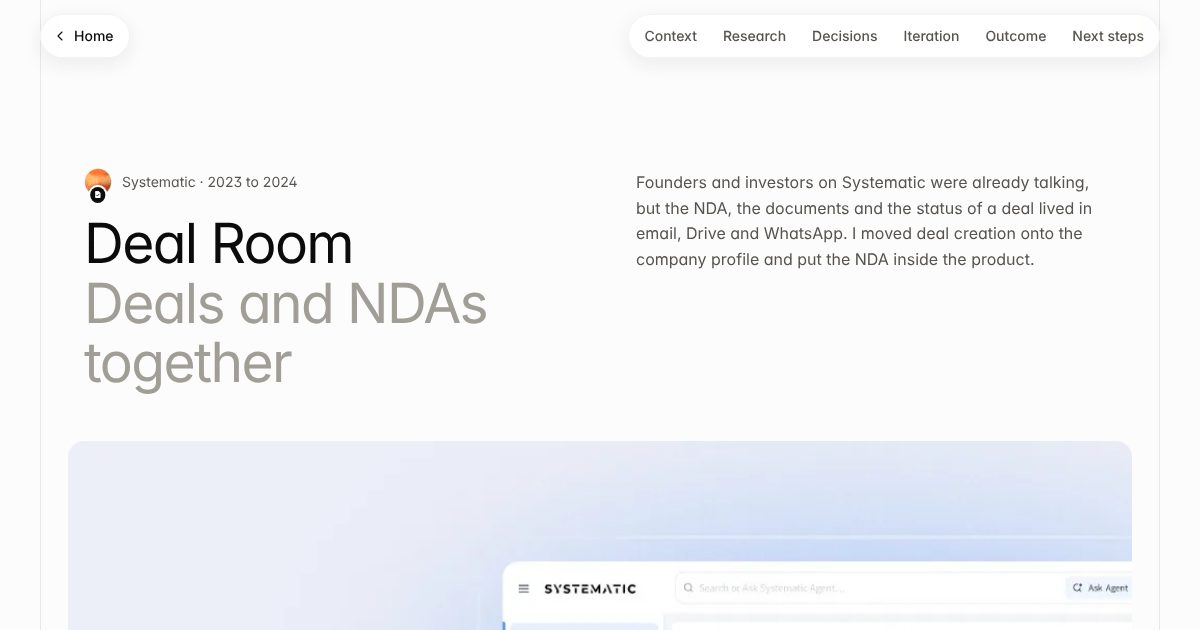 Home
Context Research Decisions Iteration Outcome Next steps
Systematic · 2023 to 2024
Deal Room
Deals and NDAs
together
Founders and investors on Systematic were already talking,
but the NDA, the documents and the status of a deal lived in
email, Drive and WhatsApp. I moved deal creation onto the
company profile and put the NDA inside the product.
SYSTEMATIC
Search or Ask Systematic Agent...
Ask Agent